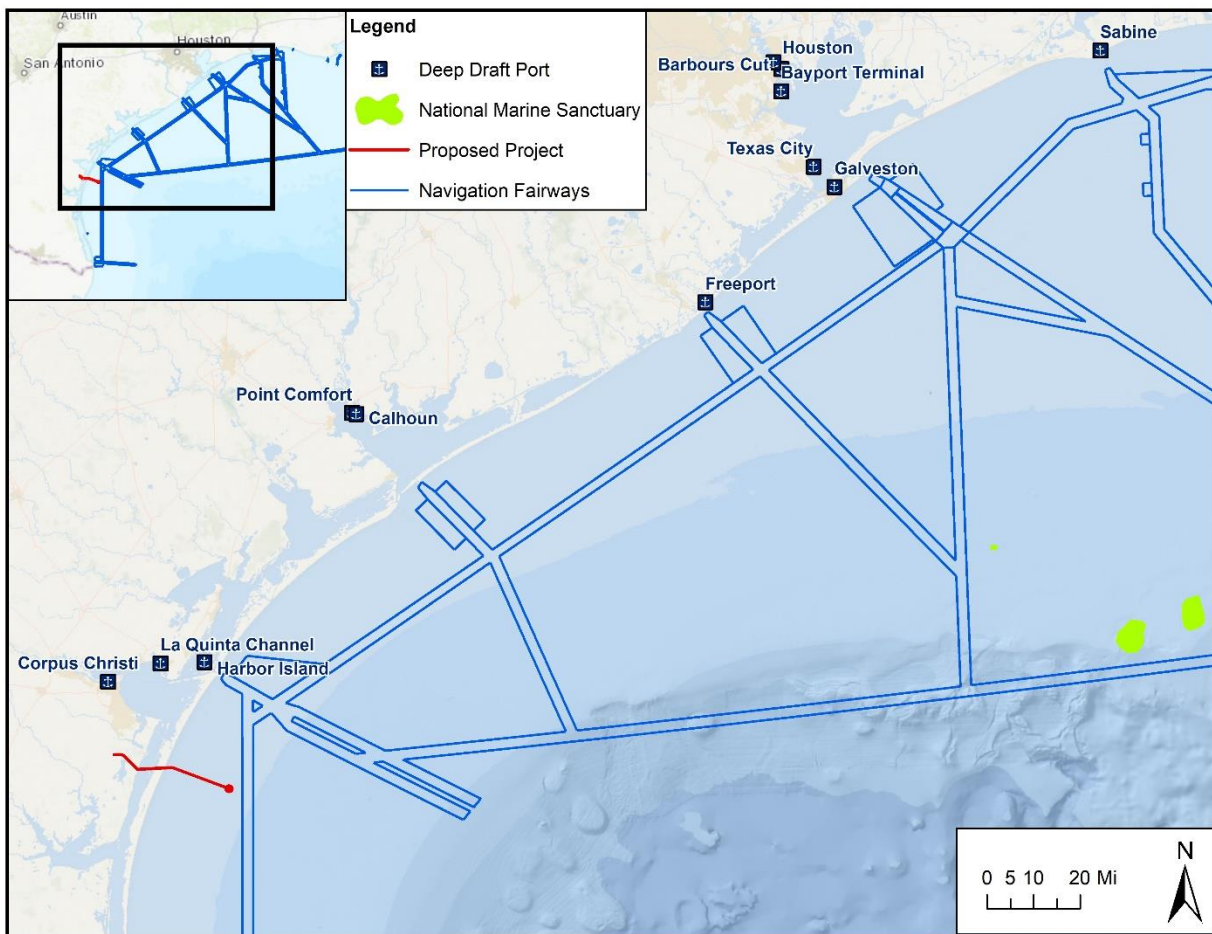 Austin
Houston
San Antonio
Legend
Deep Draft Port
National Marine Sanctuary
Proposed Project
Navigation Fairways
Sabine
Houston
Barbours Cut
Bayport Terminal
Texas City
Galveston
Freeport
Point Comfort
Calhoun
La Quinta Channel
Corpus Christi
Harbor Island
N
0 5 10 20 Mi